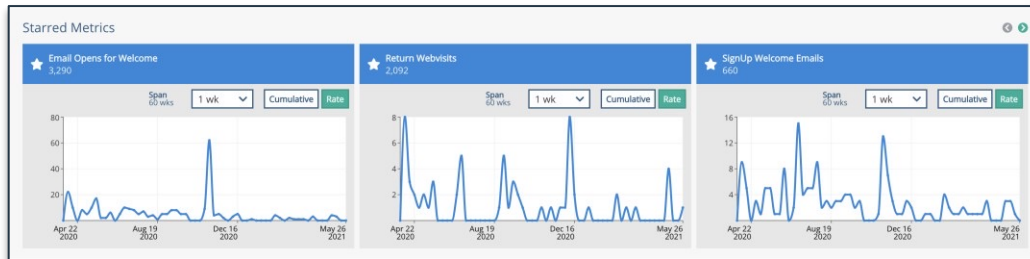 Starred Metrics
Email Opens for Welcome
3,290
Span
60 wks
1 wk
Cumulative
Rate
80
60
40
20
Apr 22
2020
Aug 19
2020
Dec 16
2020
May 26
2021
Return Webvisits
2,092
Span
60 wks
1 wk
Cumulative
Rate
8
6
4
2
Apr 22
2020
Aug 19
2020
Dec 16
2020
May 26
2021
SignUp Welcome Emails
660
Span
60 wks
1 wk
Cumulative
Rate
16
12
8
4
Apr 22
2020
Aug 19
2020
Dec 16
2020
May 26
2021